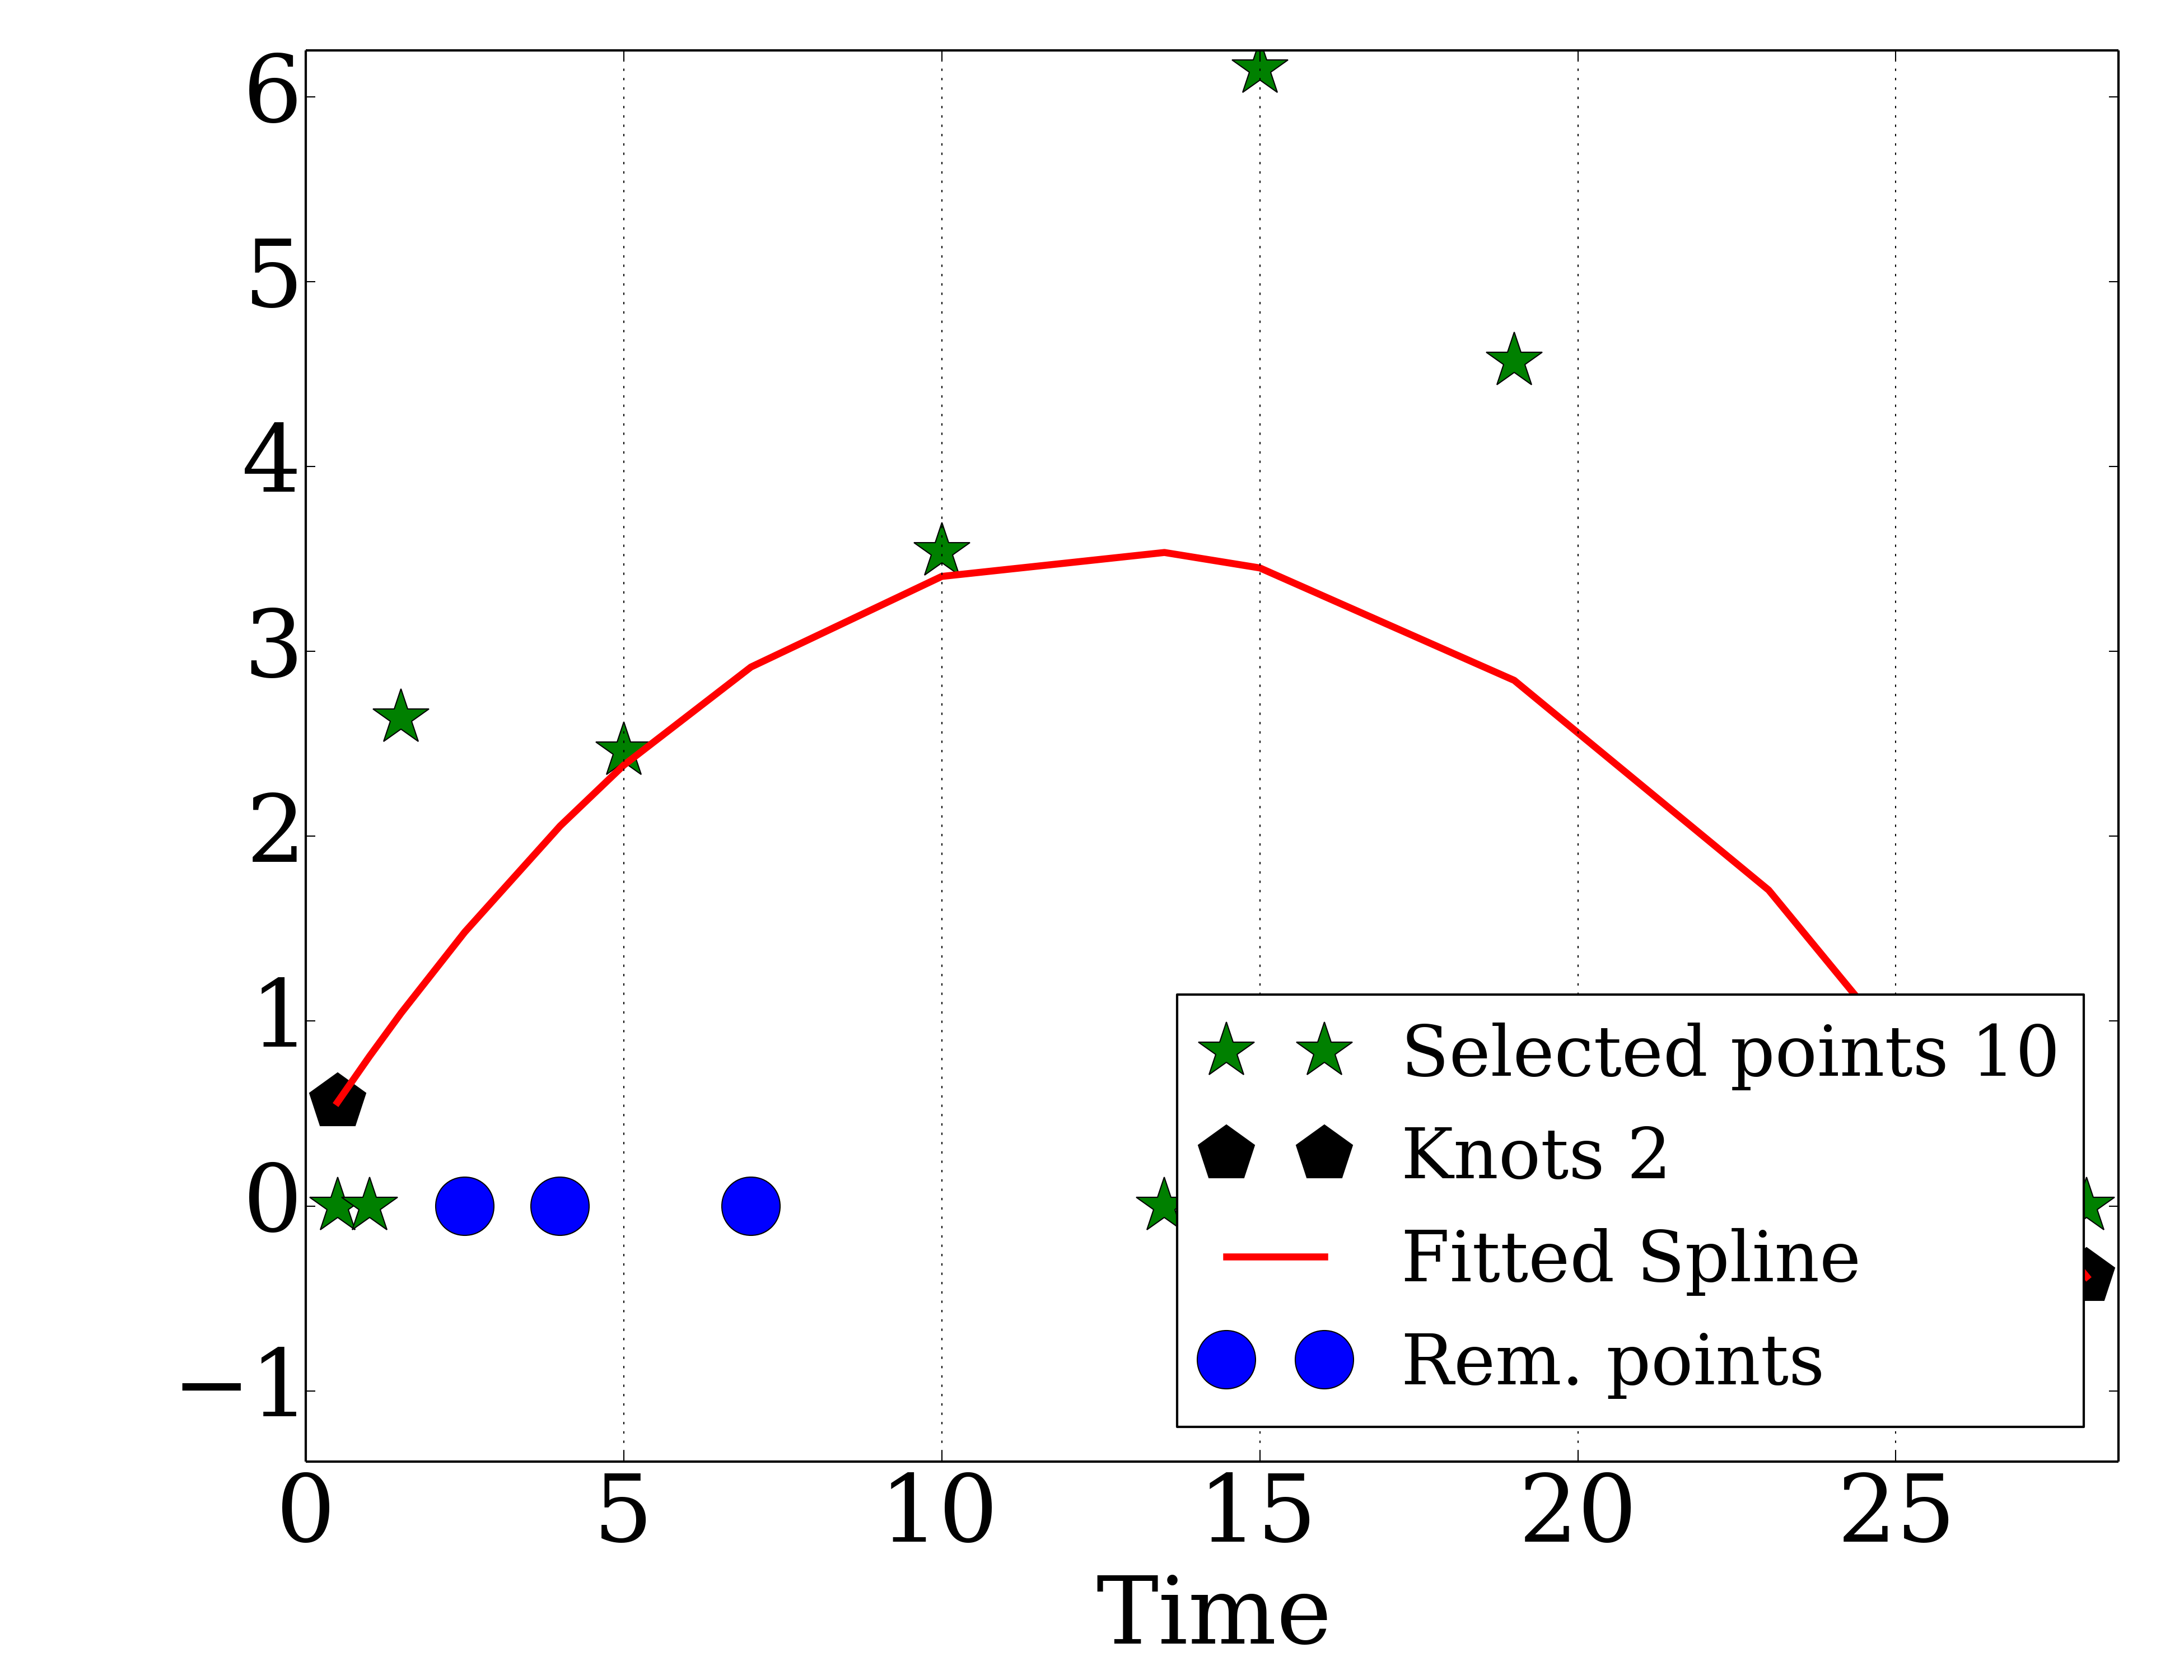 6
5
4
3
2
1
0
−1
Selected points 10
Knots 2
Fitted Spline
Rem. points
0 5 10 15 20 25
Time